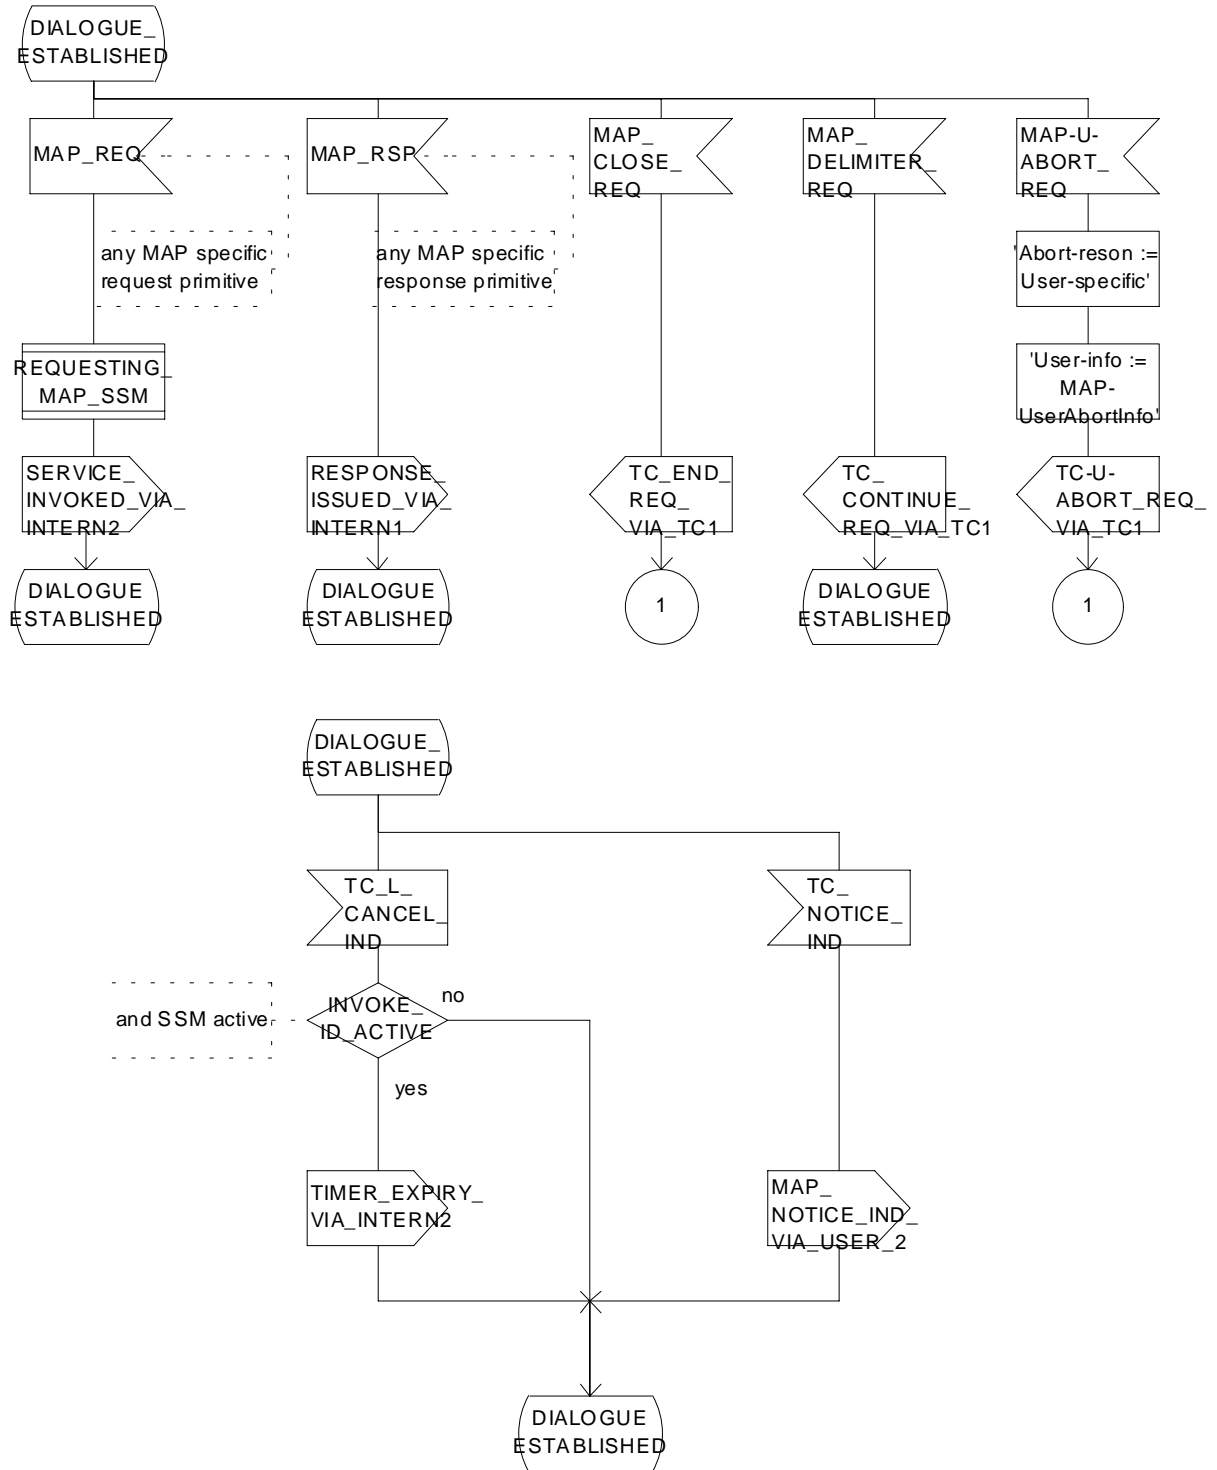 DIALOGUE_
ESTABLISHED
MAP_REQ
MAP_RSP
MAP_
CLOSE_
REQ
MAP_
DELIMITER_
REQ
MAP-U-
ABORT_
REQ
any MAP specific
request primitive
any MAP specific
response primitive
'Abort-reson :=
User-specific'
REQUESTING_
MAP_SSM
'User-info :=
MAP-
UserAbortInfo'
SERVICE_
INVOKED_VIA_
INTERN2
RESPONSE_
ISSUED_VIA_
INTERN1
TC_END_
REQ_
VIA_TC1
TC_
CONTINUE_
REQ_VIA_TC1
TC-U-
ABORT_REQ_
VIA_TC1
DIALOGUE
ESTABLISHED
DIALOGUE
ESTABLISHED
1
DIALOGUE
ESTABLISHED
1
DIALOGUE_
ESTABLISHED
TC_L_
CANCEL_
IND
TC_
NOTICE_
IND
and SSM active
INVOKE_
ID_ACTIVE
no
yes
TIMER_EXPIRY_
VIA_INTERN2
MAP_
NOTICE_IND_
VIA_USER_2
DIALOGUE
ESTABLISHED